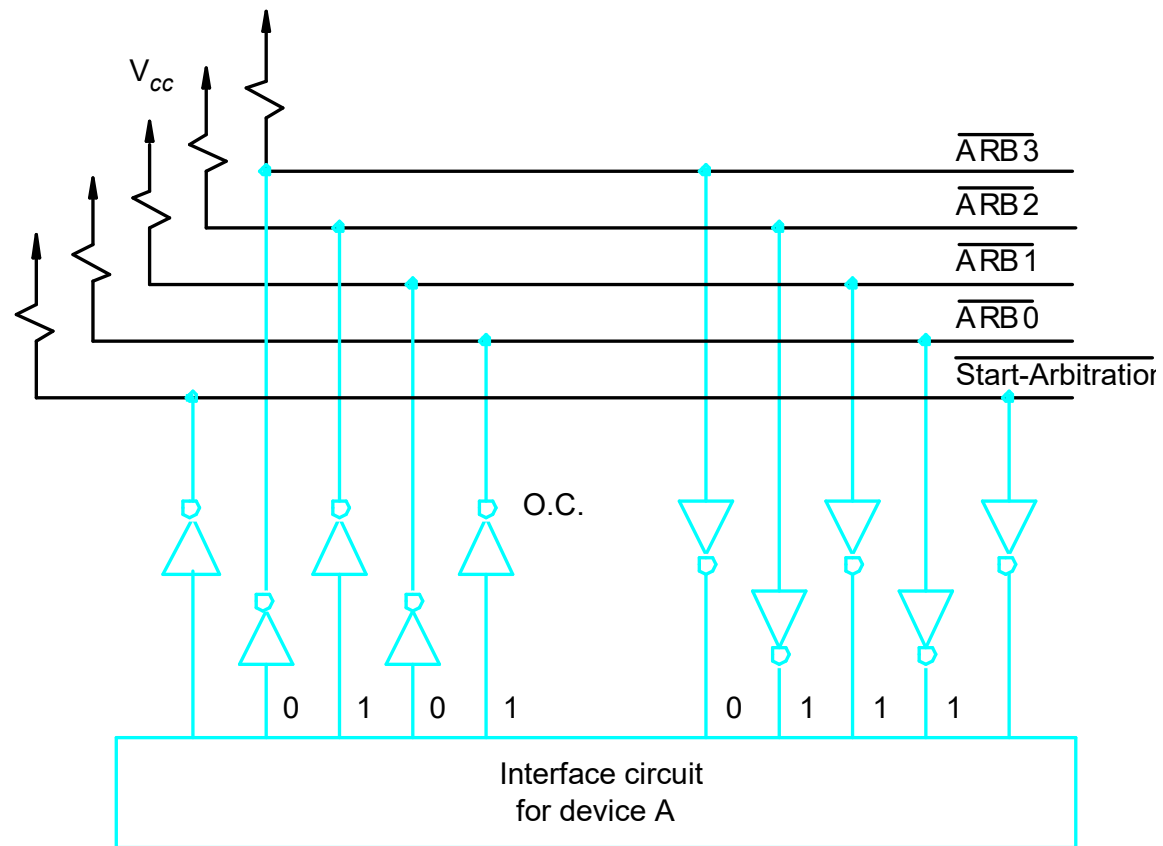 Vcc
ARB3
ARB2
ARB1
ARB0
Start-Arbitration
O.C.
0 1 0 1 0 1 1 1
Interface circuit
for device A